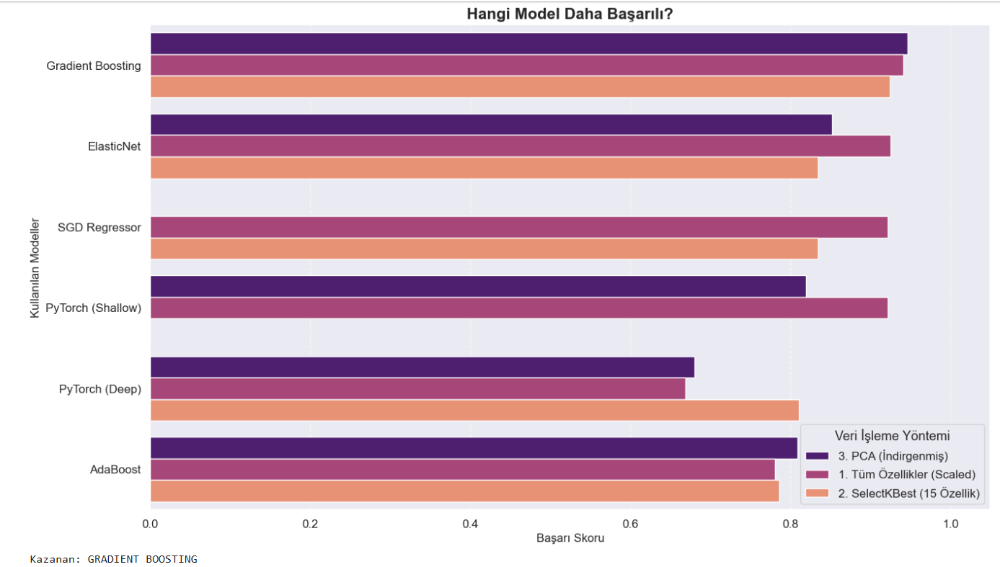 Hangi Model Daha Başarılı?
Kullanılan Modeller
Gradient Boosting
ElasticNet
SGD Regressor
PyTorch (Shallow)
PyTorch (Deep)
AdaBoost
Veri İşleme Yöntemi
3. PCA (İndirgenmiş)
1. Tüm Özellikler (Scaled)
2. SelectKBest (15 Özellik)
0.0 0.2 0.4 0.6 0.8 1.0
Başarı Skoru
Kazanan: GRADIENT BOOSTING